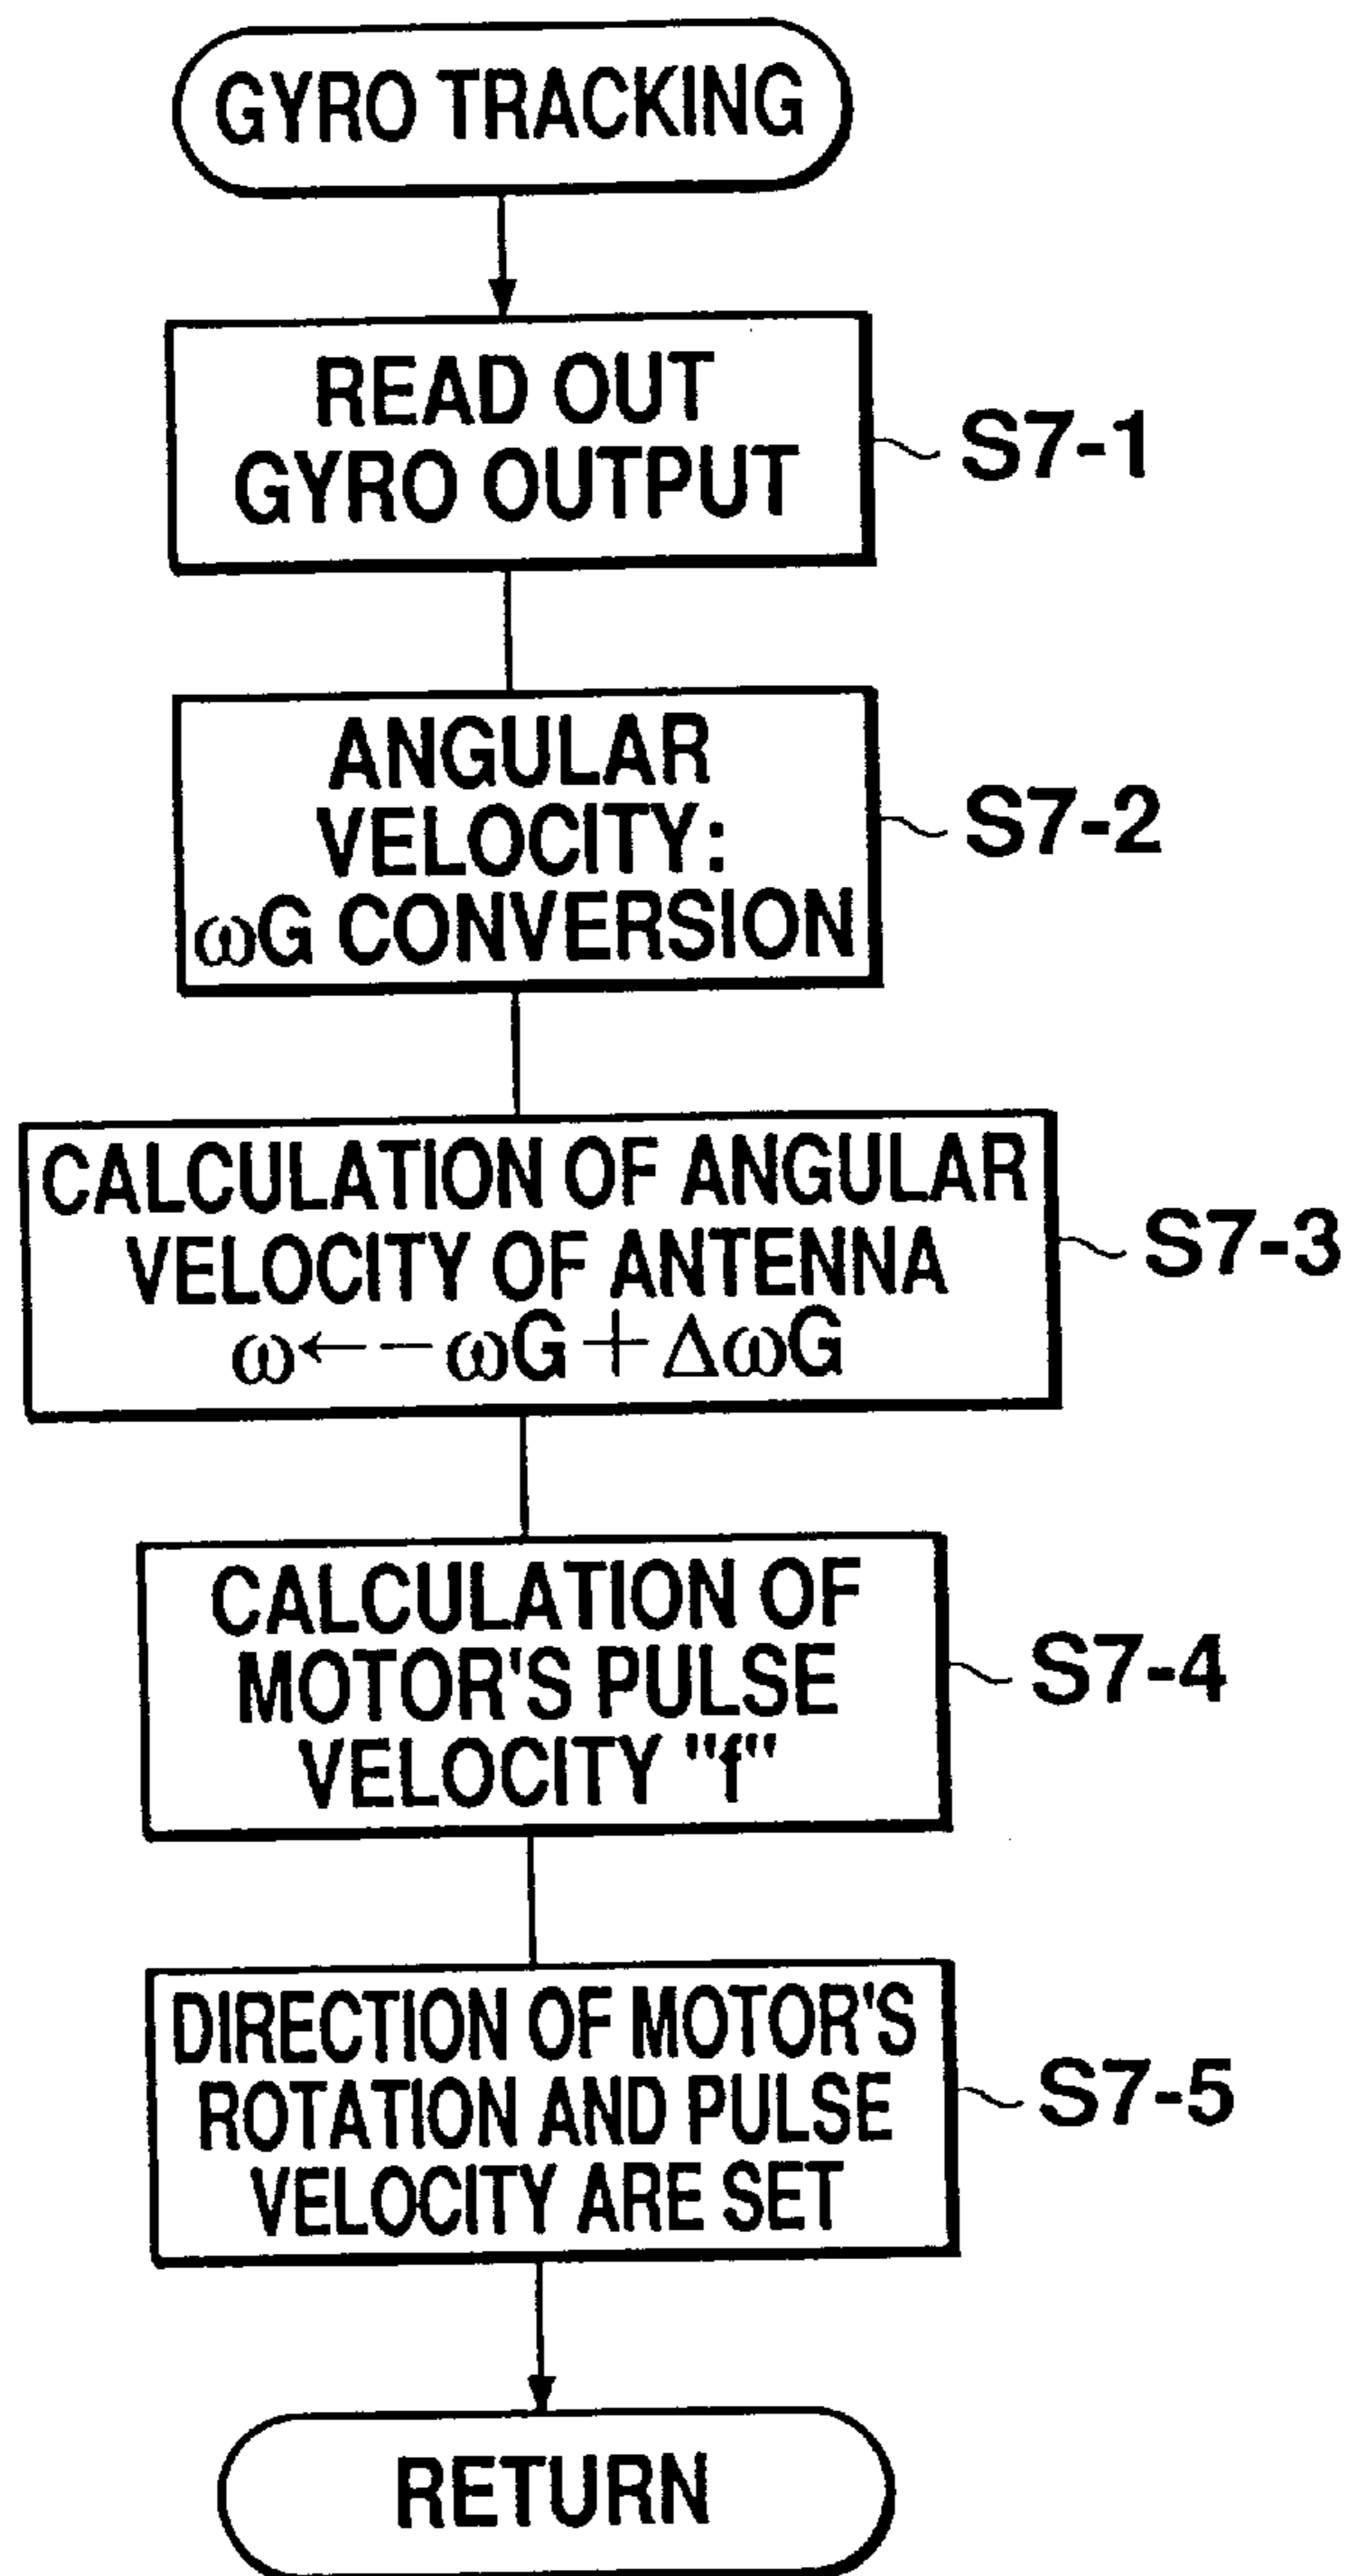 GYRO TRACKING
READ OUT
GYRO OUTPUT
S7-1
ANGULAR
VELOCITY:
ωG CONVERSION
S7-2
CALCULATION OF ANGULAR
VELOCITY OF ANTENNA
ω←−ωG+ΔωG
S7-3
CALCULATION OF
MOTOR'S PULSE
VELOCITY "f"
S7-4
DIRECTION OF MOTOR'S
ROTATION AND PULSE
VELOCITY ARE SET
S7-5
RETURN